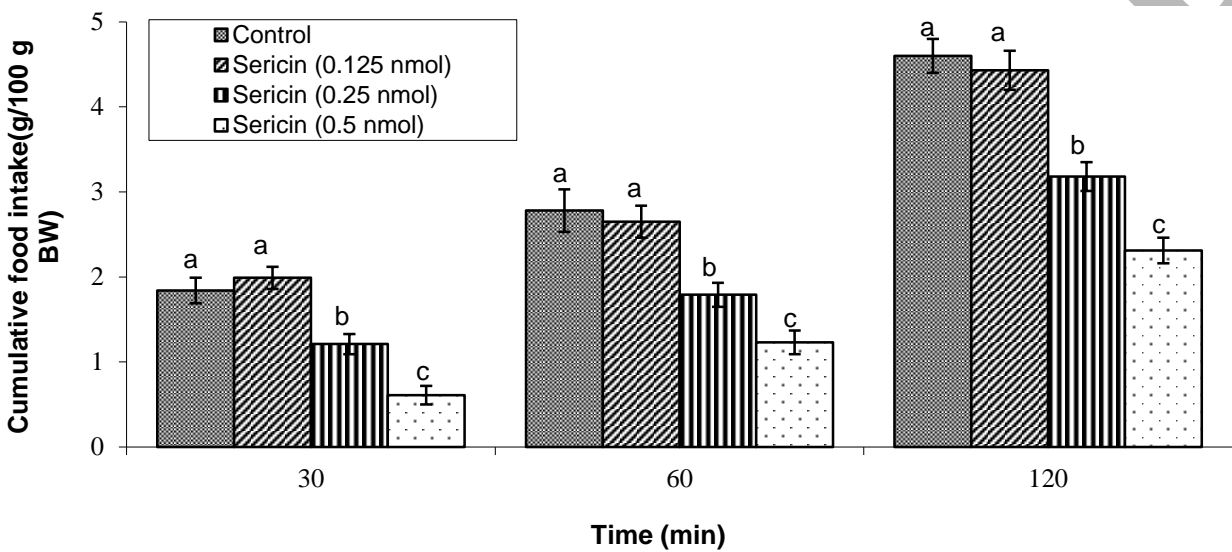 5
4
3
2
1
0
Cumulative food intake(g/100 g
BW)
Control
Sericin (0.125 nmol)
Sericin (0.25 nmol)
Sericin (0.5 nmol)
a
a
b
c
a
a
b
c
a
a
b
c
30
60
120
Time (min)